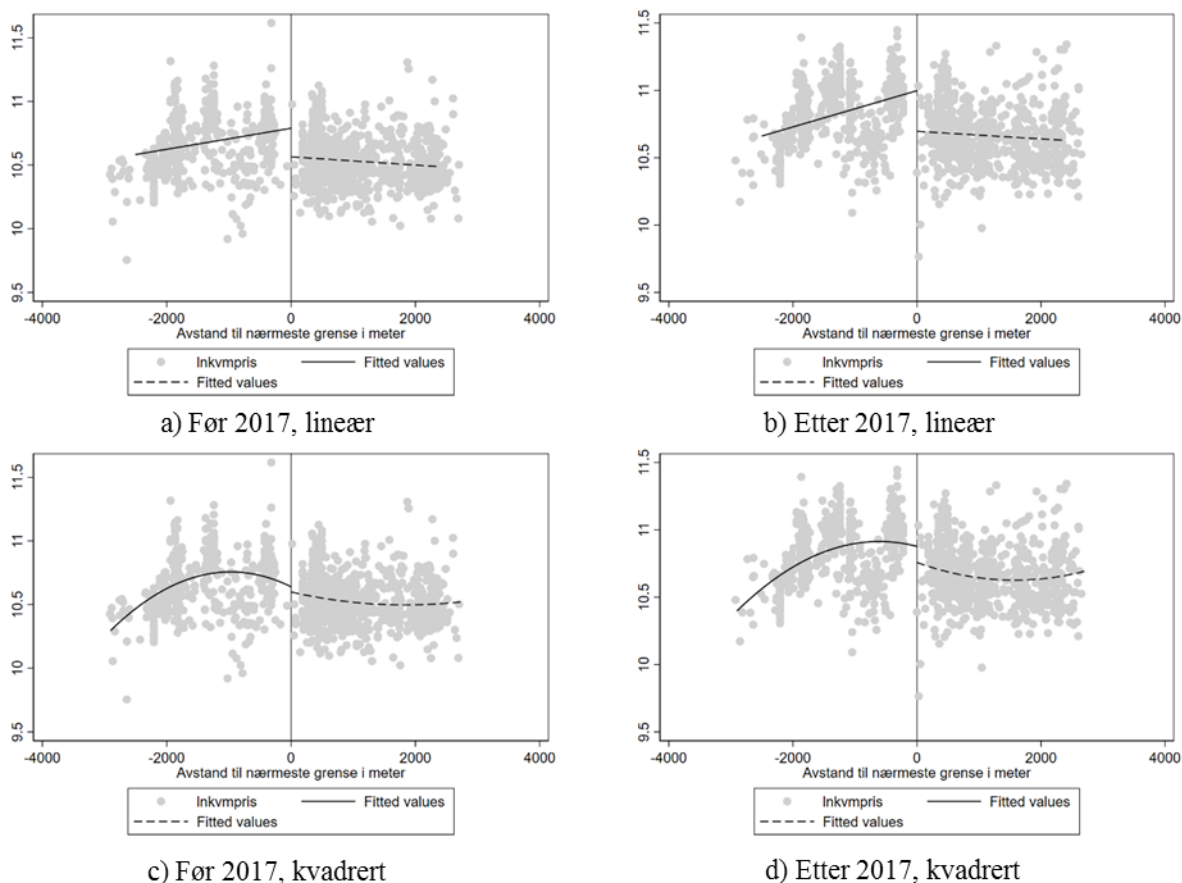 11.5
11
10.5
10
9.5
-4000 -2000 0 2000 4000
Avstand til nærmeste grense i meter
lnkvmpris Fitted values
Fitted values
a) Før 2017, lineær
11.5
11
10.5
10
9.5
-4000 -2000 0 2000 4000
Avstand til nærmeste grense i meter
lnkvmpris Fitted values
Fitted values
b) Etter 2017, lineær
11.5
11
10.5
10
9.5
-4000 -2000 0 2000 4000
Avstand til nærmeste grense i meter
lnkvmpris Fitted values
Fitted values
c) Før 2017, kvadrert
11.5
11
10.5
10
9.5
-4000 -2000 0 2000 4000
Avstand til nærmeste grense i meter
lnkvmpris Fitted values
Fitted values
d) Etter 2017, kvadrert